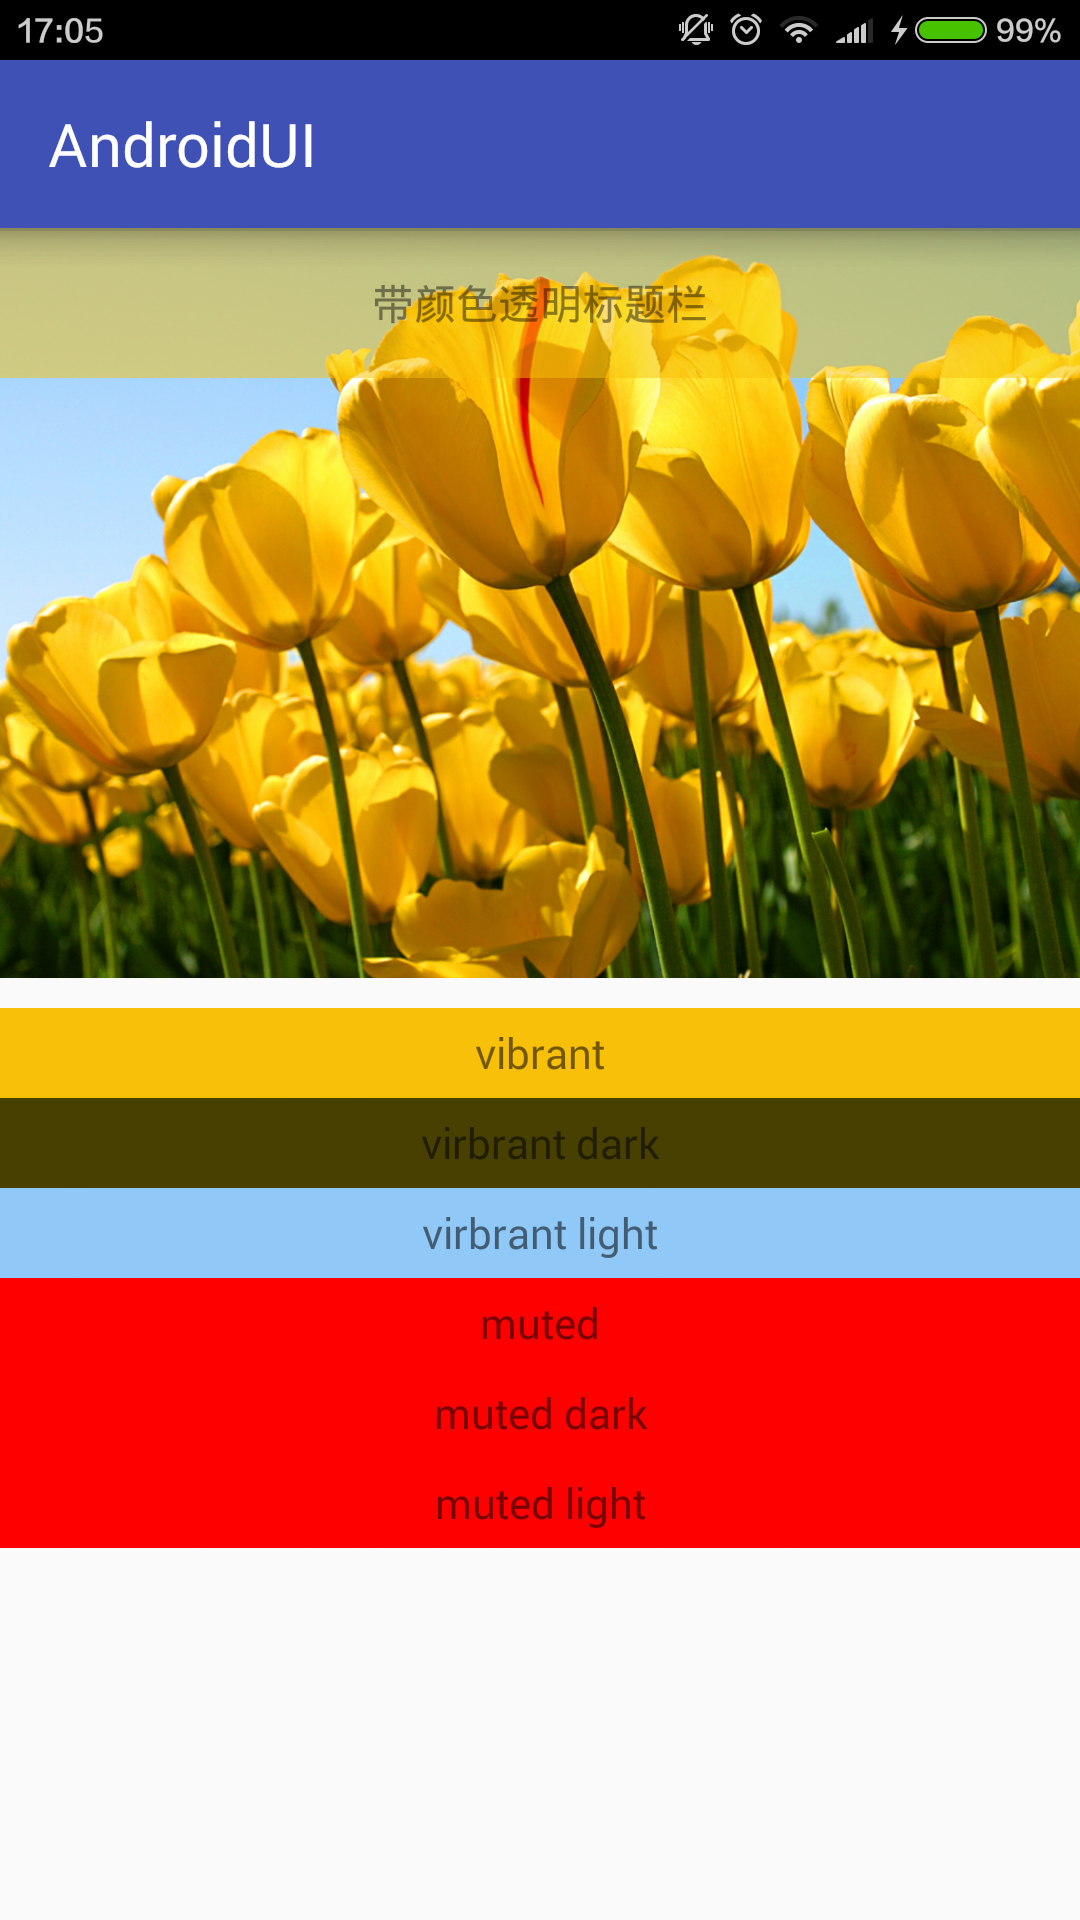 17:05 99%
AndroidUI
带颜色透明标题栏
vibrant
virbrant dark
virbrant light
muted
muted dark
muted light